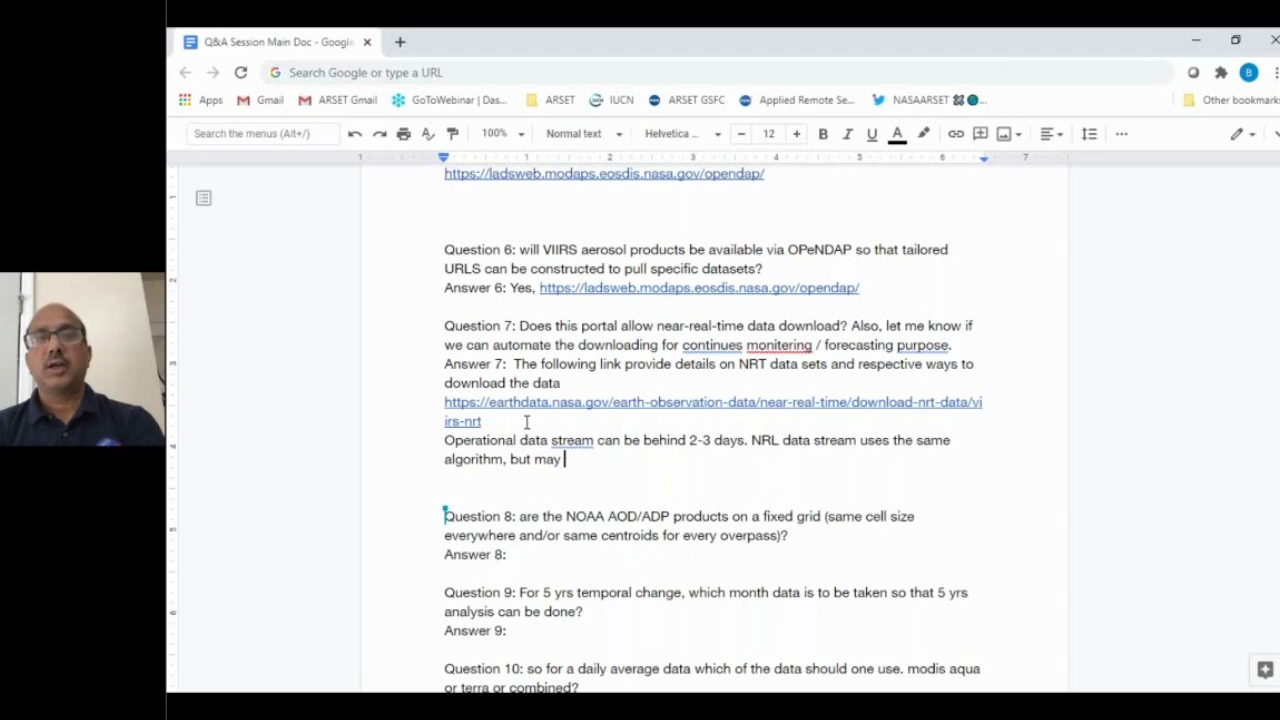 Q&A Session Main Doc - Google
Search Google or type a URL
Apps Gmail ARSET Gmail GoToWebinar | Das... ARSET IUCN ARSET GSFC Applied Remote Se... NASAARSET Other bookmarks
B
Search the menus (Alt+/) 100% Normal text Helvetica ... 12 B I U A
1 1 2 3 4 5 6 7
https://ladsweb.modaps.eosdis.nasa.gov/opendap/
Question 6: will VIIRS aerosol products be available via OPeNDAP so that tailored
URLS can be constructed to pull specific datasets?
Answer 6: Yes, https://ladsweb.modaps.eosdis.nasa.gov/opendap/
Question 7: Does this portal allow near-real-time data download? Also, let me know if
we can automate the downloading for continues monitering / forecasting purpose.
Answer 7:  The following link provide details on NRT data sets and respective ways to
download the data
https://earthdata.nasa.gov/earth-observation-data/near-real-time/download-nrt-data/vi
irs-nrt
Operational data stream can be behind 2-3 days. NRL data stream uses the same
algorithm, but may
Question 8: are the NOAA AOD/ADP products on a fixed grid (same cell size
everywhere and/or same centroids for every overpass)?
Answer 8:
Question 9: For 5 yrs temporal change, which month data is to be taken so that 5 yrs
analysis can be done?
Answer 9:
Question 10: so for a daily average data which of the data should one use. modis aqua
or terra or combined?